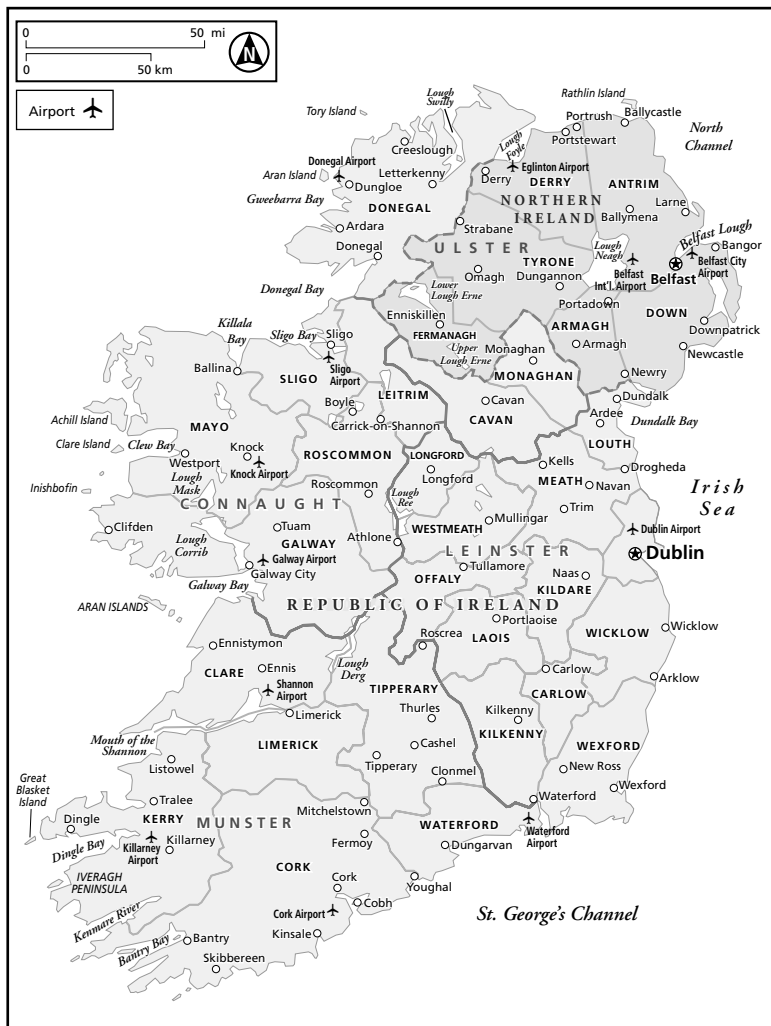 0 50 mi
N
0 50 km
Airport
Rathlin Island
Tory Island
Lough
Swilly
Portrush
Ballycastle
Portstewart
North
Channel
Creeslough
Lough
Foyle
Donegal Airport
Eglinton Airport
Aran Island
Letterkenny
Derry
DERRY
ANTRIM
Dungloe
Gweebarra Bay
DONEGAL
NORTHERN
IRELAND
Larne
Ballymena
Ardara
Strabane
Belfast Lough
Donegal
ULSTER
Lough
Neagh
Bangor
TYRONE
Belfast City
Airport
Omagh
Dungannon
Belfast
Int'l. Airport
Belfast
Donegal Bay
Lower
Lough Erne
Portadown
Enniskillen
DOWN
Killala
Bay
Sligo Bay
Sligo
FERMANAGH
ARMAGH
Downpatrick
Upper
Lough Erne
Monaghan
Armagh
Newcastle
Sligo
Airport
Ballina
SLIGO
MONAGHAN
Newry
LEITRIM
Cavan
Dundalk
Achill Island
Boyle
CAVAN
Ardee
Dundalk Bay
MAYO
Carrick-on-Shannon
Clare Island
Clew Bay
Knock
LOUTH
Westport
Knock Airport
ROSCOMMON
LONGFORD
Kells
Lough
Mask
Longford
MEATH
Drogheda
Inishbofin
Roscommon
Lough
Ree
Navan
Irish
Sea
CONNAUGHT
Trim
Clifden
Tuam
WESTMEATH
Mullingar
Dublin Airport
Lough
Corrib
GALWAY
Athlone
LEINSTER
Dublin
Galway Airport
Galway City
OFFALY
Tullamore
Naas
Galway Bay
KILDARE
ARAN ISLANDS
REPUBLIC OF IRELAND
Portlaoise
WICKLOW
Wicklow
Ennistymon
Roscrea
LAOIS
CLARE
Ennis
Lough
Derg
Carlow
Arklow
Shannon
Airport
TIPPERARY
CARLOW
Limerick
Thurles
Kilkenny
Mouth of the
Shannon
LIMERICK
Cashel
KILKENNY
WEXFORD
Listowel
Tipperary
New Ross
Great
Blasket
Island
Clonmel
Wexford
Tralee
Mitchelstown
Waterford
Dingle
KERRY
MUNSTER
WATERFORD
Waterford
Airport
Dingle Bay
Killarney
Airport
Killarney
Fermoy
Dungarvan
IVERAGH
PENINSULA
CORK
Cork
Youghal
Kenmare River
Cork Airport
Cobh
St. George's Channel
Bantry Bay
Bantry
Kinsale
Skibbereen